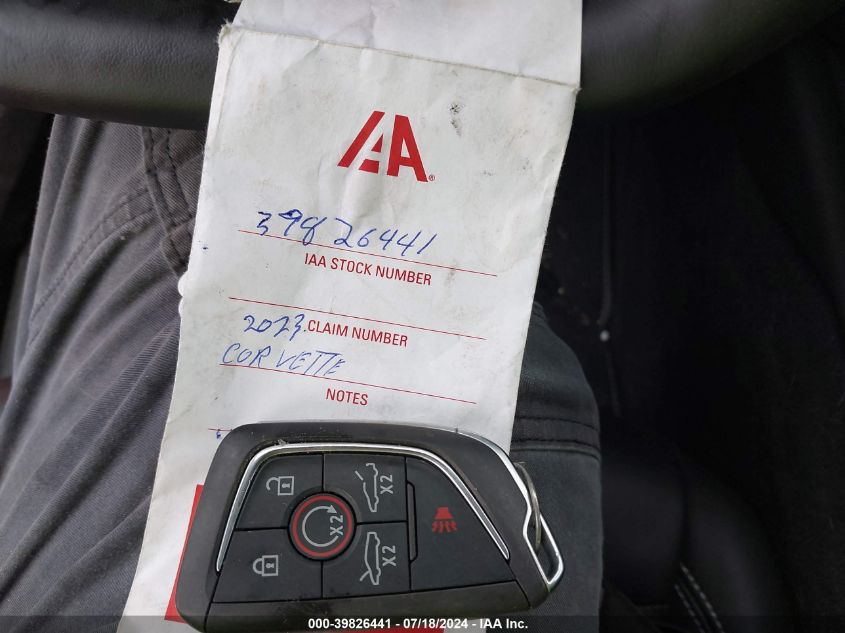 IAA®
39826441
IAA STOCK NUMBER
2023 CLAIM NUMBER
CORVETTE
NOTES
X2
X2
X2
000-39826441 - 07/18/2024 - IAA Inc.